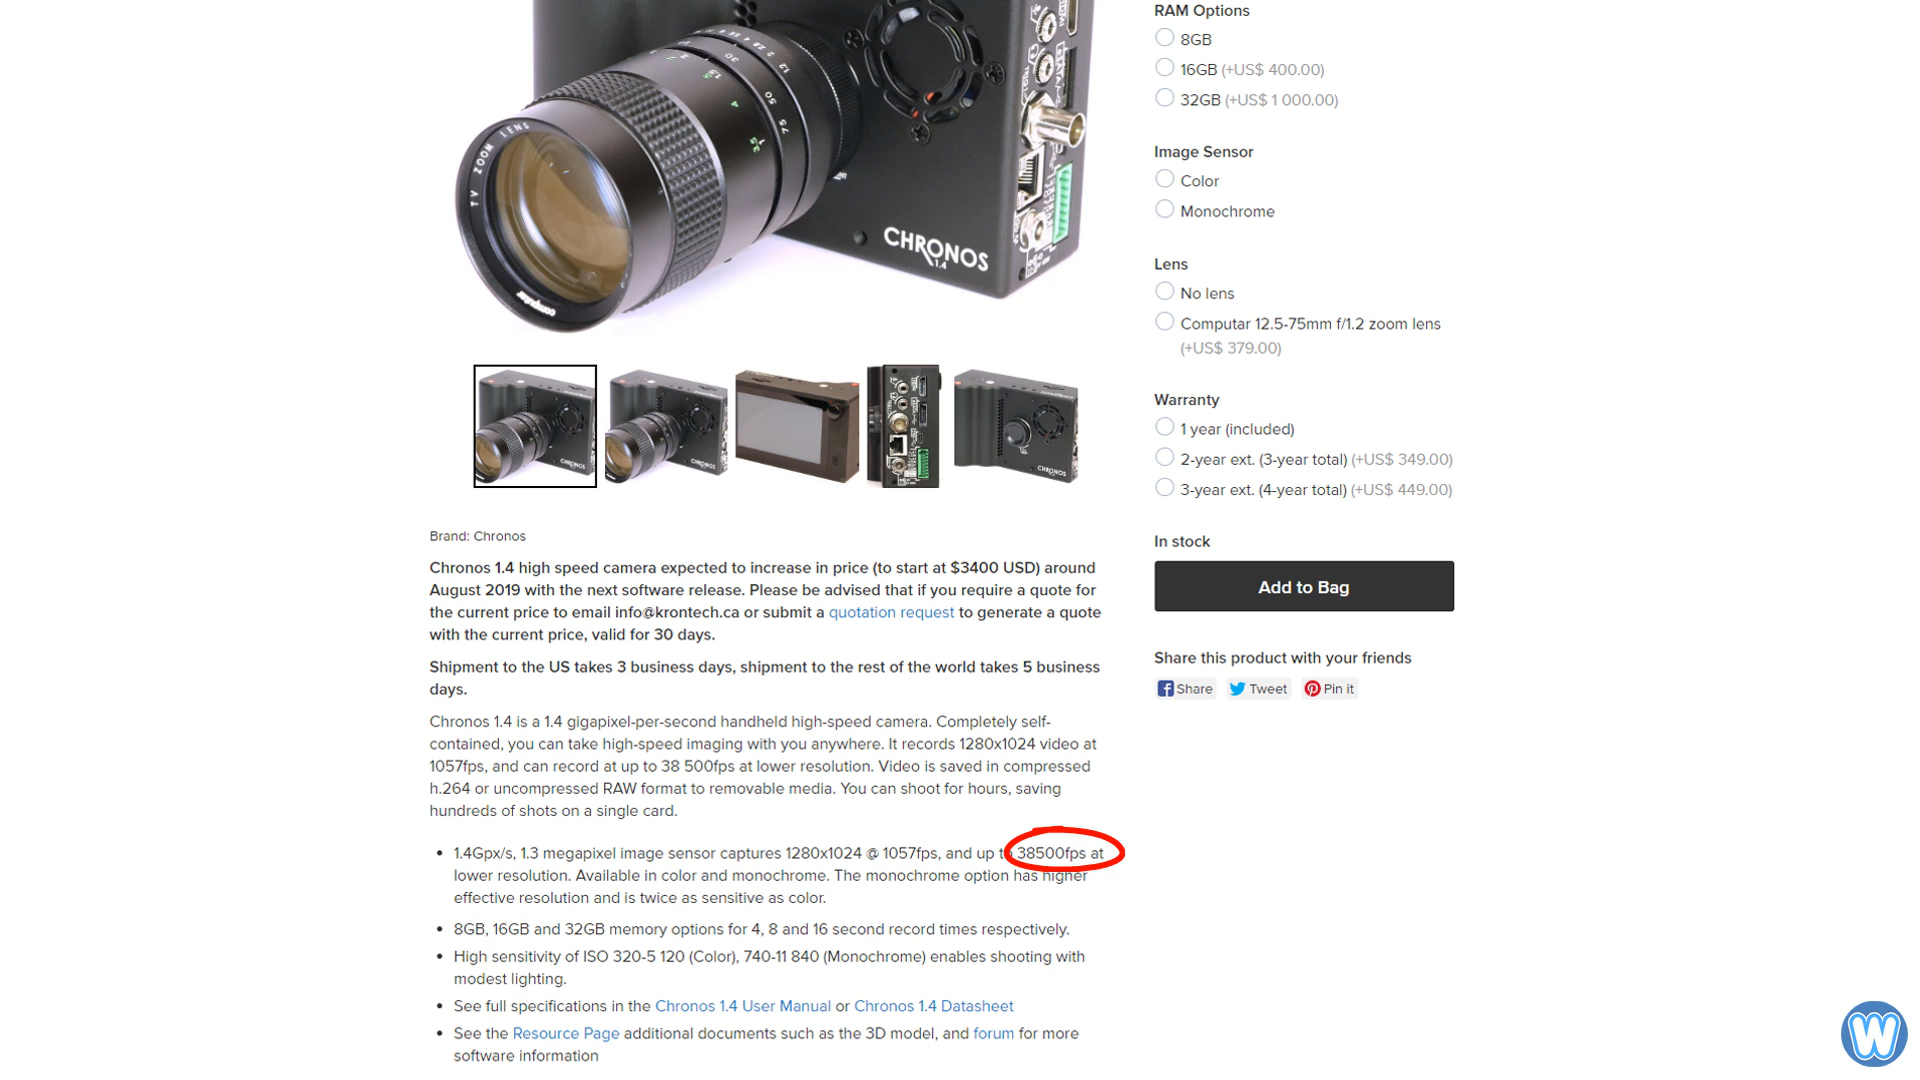 TV ZOOM LENS
computar
CHRONOS
1.4
CHRONOS
CHRONOS
CHRONOS
Brand: Chronos
Chronos 1.4 high speed camera expected to increase in price (to start at $3400 USD) around
August 2019 with the next software release. Please be advised that if you require a quote for
the current price to email info@krontech.ca or submit a quotation request to generate a quote
with the current price, valid for 30 days.
Shipment to the US takes 3 business days, shipment to the rest of the world takes 5 business
days.
Chronos 1.4 is a 1.4 gigapixel-per-second handheld high-speed camera. Completely self-
contained, you can take high-speed imaging with you anywhere. It records 1280x1024 video at
1057fps, and can record at up to 38 500fps at lower resolution. Video is saved in compressed
h.264 or uncompressed RAW format to removable media. You can shoot for hours, saving
hundreds of shots on a single card.
• 1.4Gpx/s, 1.3 megapixel image sensor captures 1280x1024 @ 1057fps, and up to 38500fps at
lower resolution. Available in color and monochrome. The monochrome option has higher
effective resolution and is twice as sensitive as color.
• 8GB, 16GB and 32GB memory options for 4, 8 and 16 second record times respectively.
• High sensitivity of ISO 320-5 120 (Color), 740-11 840 (Monochrome) enables shooting with
modest lighting.
• See full specifications in the Chronos 1.4 User Manual or Chronos 1.4 Datasheet
• See the Resource Page additional documents such as the 3D model, and forum for more
software information
RAM Options
8GB
16GB (+US$ 400.00)
32GB (+US$ 1 000.00)
Image Sensor
Color
Monochrome
Lens
No lens
Computar 12.5-75mm f/1.2 zoom lens
(+US$ 379.00)
Warranty
1 year (included)
2-year ext. (3-year total) (+US$ 349.00)
3-year ext. (4-year total) (+US$ 449.00)
In stock
Add to Bag
Share this product with your friends
Share Tweet Pin it
W